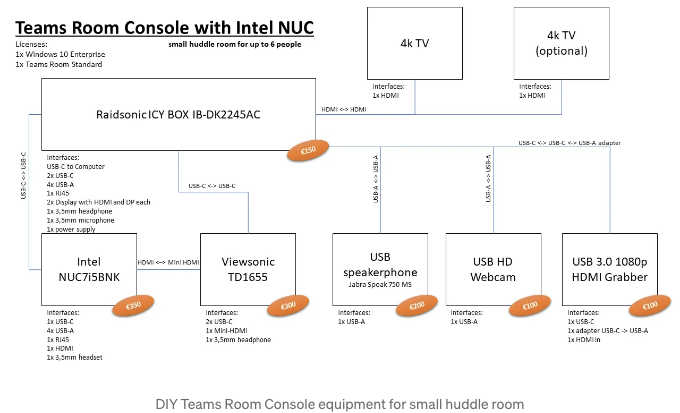 Teams Room Console with Intel NUC
Licenses:
small huddle room for up to 6 people
1x Windows 10 Enterprise
1x Teams Room Standard
4k TV
4k TV
(optional)
Interfaces:
1x HDMI
Interfaces:
1x HDMI
RaidsonicICY BOX IB-DK2245AC
HDMI <-> HDMI
€150
USB-C <-> USB-C <-> USB-A adapter
USB-C <-> USB-C
Interfaces:
USB-C to Computer
2x USB-C
4x USB-A
1x RJ45
2x Display with HDMI and DP each
1x 3,5mm headphone
1x 3,5mm microphone
1x power supply
USB-C <-> USB-C
USB-A <-> USB-A
USB-A <-> USB-A
Intel
NUC7i5BNK
€350
HDMI <--> Mini HDMI
Viewsonic
TD1655
€300
USB
speakerphone
Jabra Speak 750 MS
€200
USB HD
Webcam
€100
USB 3.0 1080p
HDMI Grabber
€100
Interfaces:
1x USB-C
4x USB-A
1x RJ45
1x HDMI
1x 3,5mm headset
Interfaces:
2x USB-C
1x Mini-HDMI
1x 3,5mm headphone
Interfaces:
1x USB-A
Interfaces:
1x USB-A
Interfaces:
1x USB-C
1x adapter USB-C -> USB-A
1x HDMI in
DIY Teams Room Console equipment for small huddle room